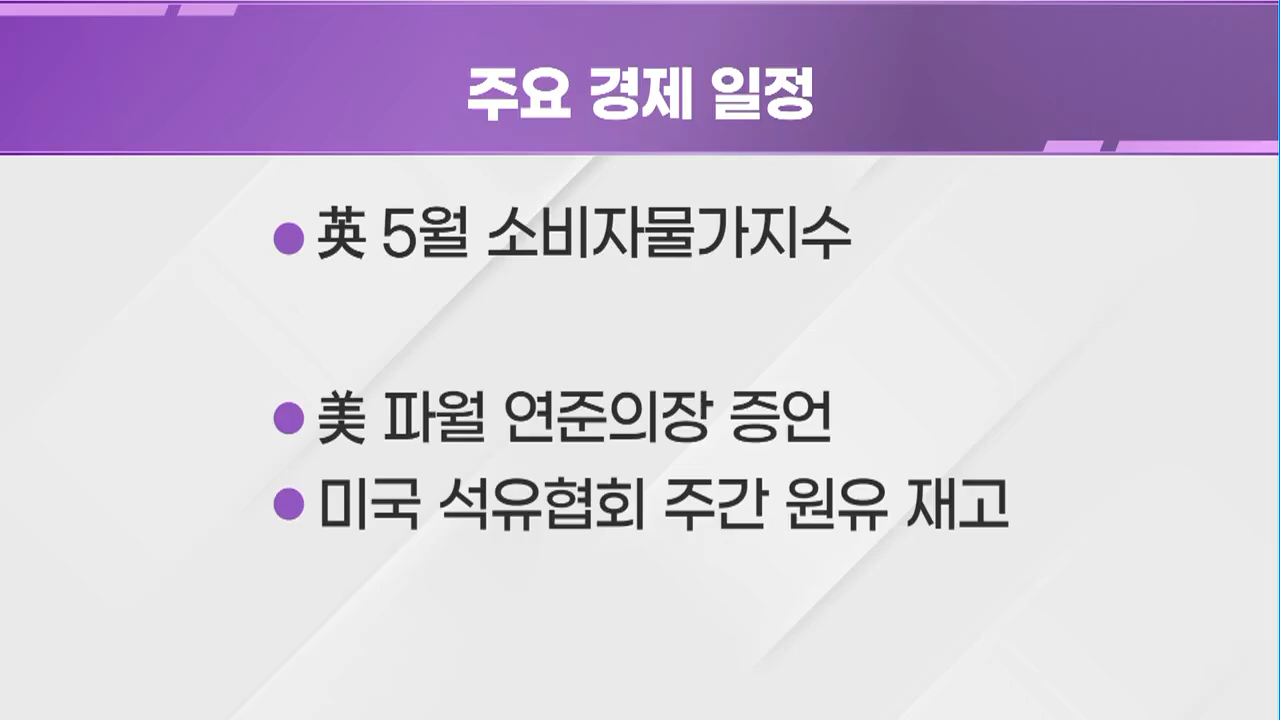 주요 경제 일정
英 5월 소비자물가지수
美 파월 연준의장 증언
미국 석유협회 주간 원유 재고